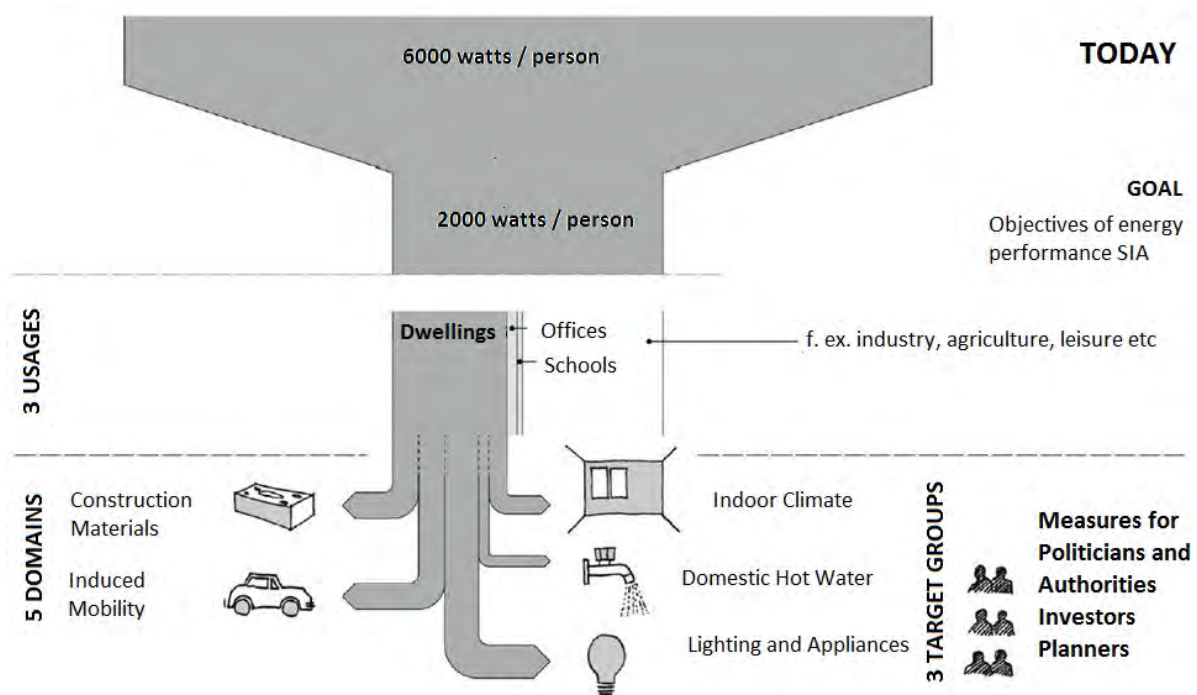 6000 watts / person
TODAY
2000 watts / person
GOAL
Objectives of energy
performance SIA
3 USAGES
Dwellings
Offices
Schools
f. ex. industry, agriculture, leisure etc
5 DOMAINS
Construction
Materials
Induced
Mobility
Indoor Climate
Domestic Hot Water
Lighting and Appliances
3 TARGET GROUPS
Measures for
Politicians and
Authorities
Investors
Planners